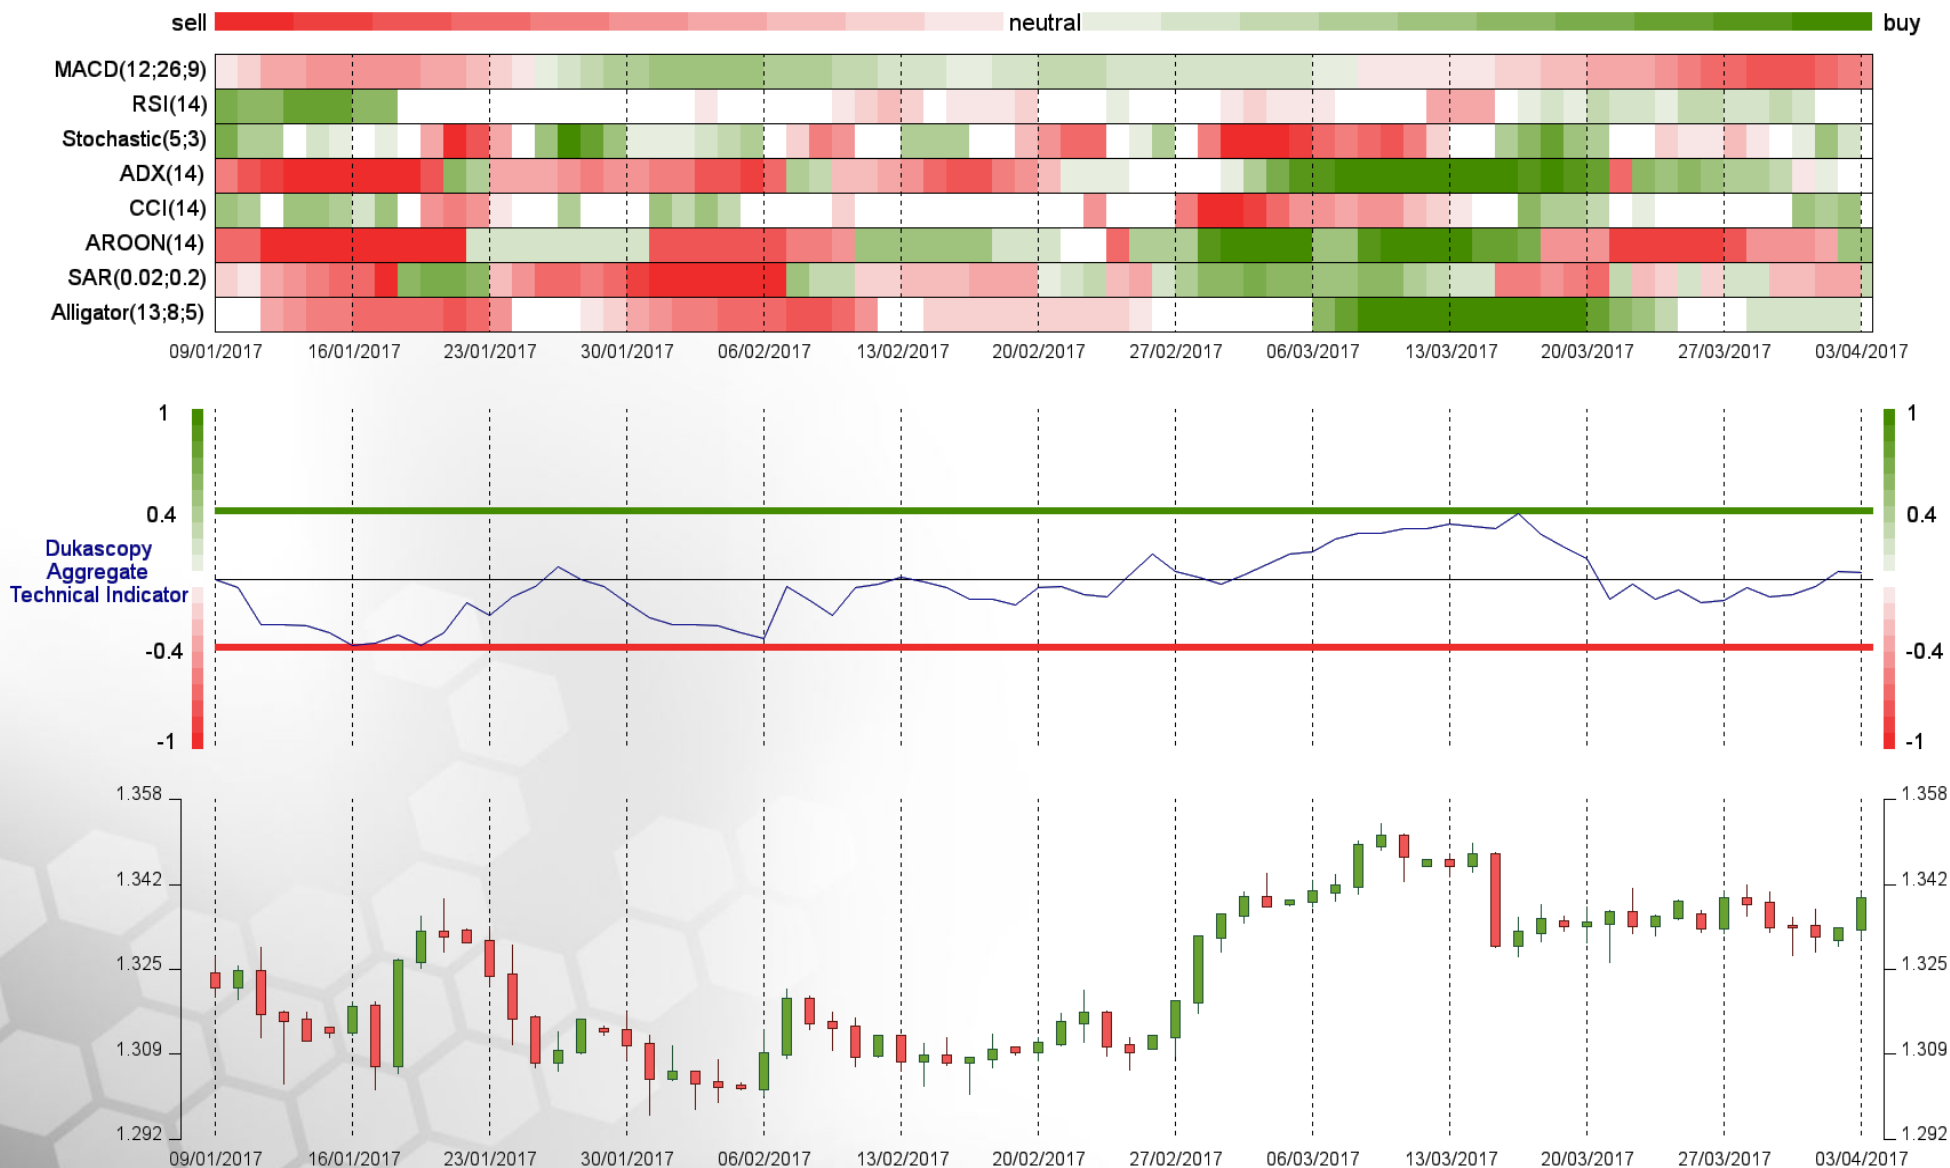 sell neutral buy
MACD(12;26;9)
RSI(14)
Stochastic(5;3)
ADX(14)
CCI(14)
AROON(14)
SAR(0.02;0.2)
Alligator(13;8;5)
09/01/2017 16/01/2017 23/01/2017 30/01/2017 06/02/2017 13/02/2017 20/02/2017 27/02/2017 06/03/2017 13/03/2017 20/03/2017 27/03/2017 03/04/2017
1 1
0.4 0.4
Dukascopy
Aggregate
Technical Indicator
-0.4 -0.4
-1 -1
1.358 1.358
1.342 1.342
1.325 1.325
1.309 1.309
1.292 1.292
09/01/2017 16/01/2017 23/01/2017 30/01/2017 06/02/2017 13/02/2017 20/02/2017 27/02/2017 06/03/2017 13/03/2017 20/03/2017 27/03/2017 03/04/2017